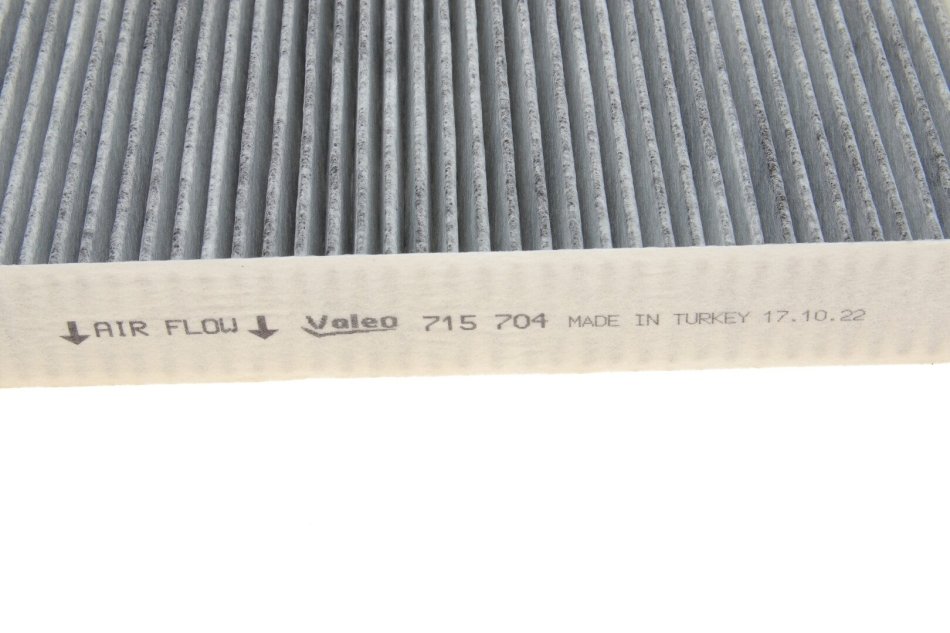 ↓AIR FLOW↓ Valeo 715 704 MADE IN TURKEY 17.10.22